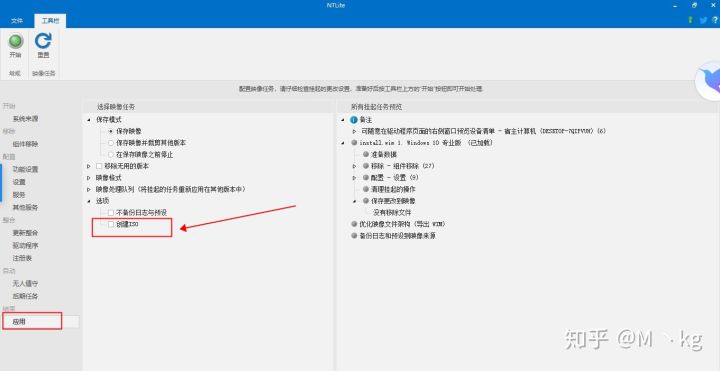 NTLite
文件 工具栏
开始 重置
常规 映像任务
配置映像任务, 请仔细检查挂起的更改设置, 准备好后按工具栏上方的"开始"按钮即可开始处理.
开始
系统来源
移除
组件移除
配置
功能设置
设置
服务
其他服务
整合
更新整合
驱动程序
注册表
自动
无人值守
后期任务
结束
应用
选择映像任务
保存模式
保存映像
保存映像并裁剪其他版本
在保存映像之前停止
移除无用的版本
映像格式
映像处理队列 (将挂起的任务重新应用在其他版本中)
选项
不备份日志与预设
创建ISO
所有挂起任务预览
备注
可随意在驱动程序页面的右侧窗口预览设备清单 - 宿主计算机 (DESKTOP-7QIFVUH) (6)
install.wim 1. Windows 10 专业版 (已加载)
准备数据
移除 - 组件移除 (27)
配置 - 设置 (9)
清理挂起的操作
保存更改到映像
没有移除文件
优化映像文件架构 (导出 WIM)
备份日志和预设到映像来源
知乎 @M丶kg